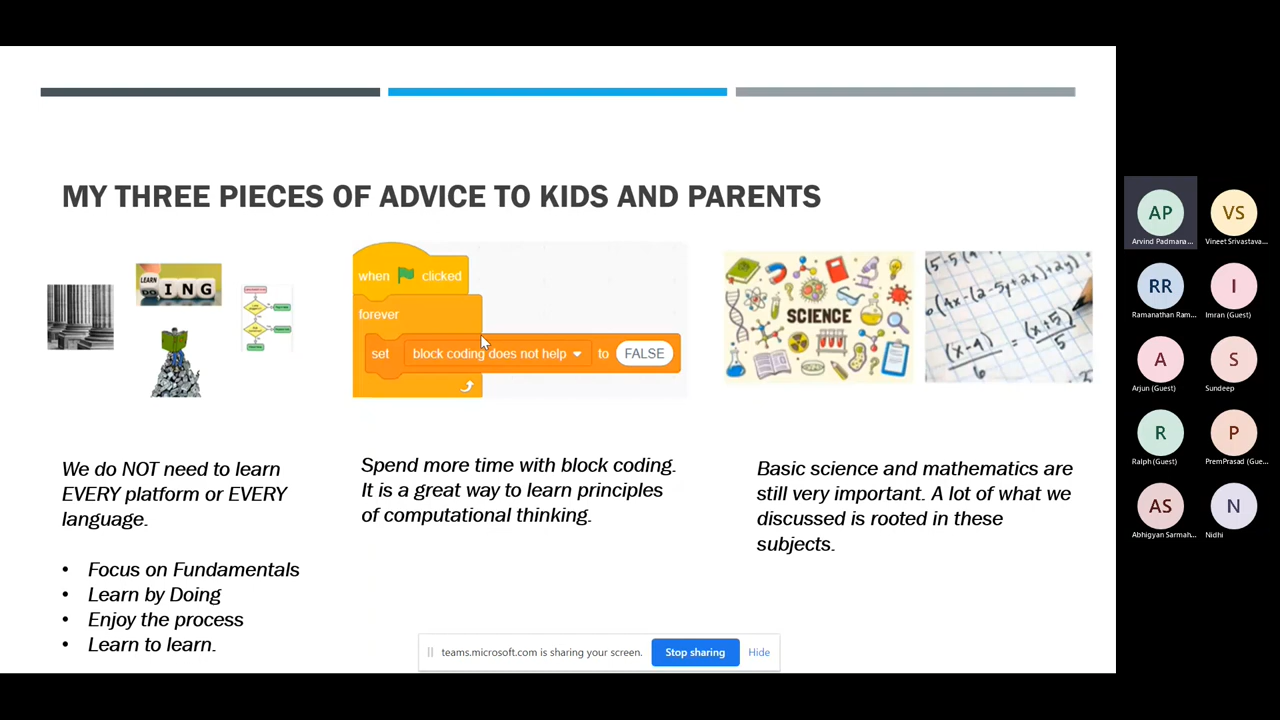 MY THREE PIECES OF ADVICE TO KIDS AND PARENTS
LEARN
DO
ING
when clicked
forever
set block coding does not help to FALSE
SCIENCE
We do NOT need to learn
EVERY platform or EVERY
language.
• Focus on Fundamentals
• Learn by Doing
• Enjoy the process
• Learn to learn.
Spend more time with block coding.
It is a great way to learn principles
of computational thinking.
Basic science and mathematics are
still very important. A lot of what we
discussed is rooted in these
subjects.
teams.microsoft.com is sharing your screen.
Stop sharing
Hide
AP
Arvind Padmana...
VS
Vineet Srivastava...
RR
Ramanathan Ram...
I
Imran (Guest)
A
Arjun (Guest)
S
Sundeep
R
Ralph (Guest)
P
PremPrasad (Gue...
AS
Abhigyan Sarmah...
N
Nidhi